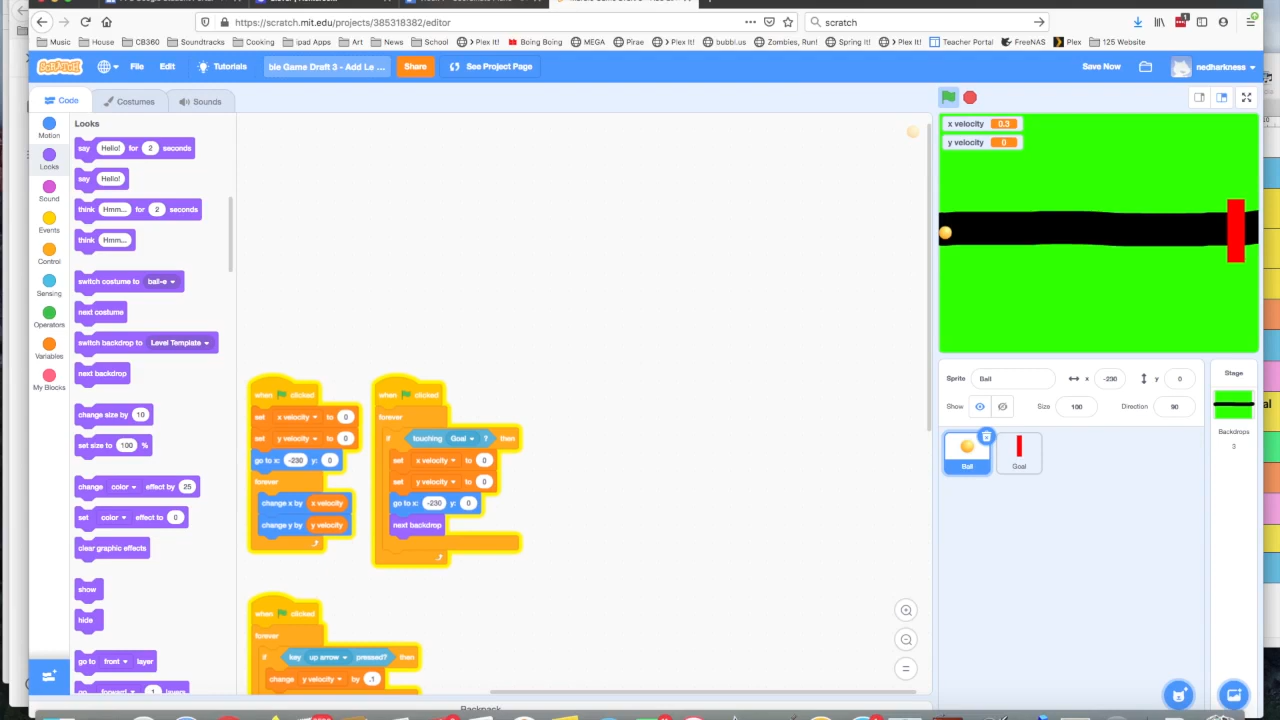 https://scratch.mit.edu/projects/385318382/editor
scratch
Music House CB360 Soundtracks Cooking ipad Apps Art News School > Plex It! Boing Boing MEGA Pirae > Plex It! bubbl.us Zombies, Run! Spring It! > Plex It! Teacher Portal FreeNAS Plex 125 Website
SCRATCH File Edit Tutorials ble Game Draft 3 - Add Le ... Share See Project Page Save Now nedharkness
Code Costumes Sounds
Motion
Looks
Sound
Events
Control
Sensing
Operators
Variables
My Blocks
Looks
say Hello! for 2 seconds
say Hello!
think Hmm... for 2 seconds
think Hmm...
switch costume to ball-a
next costume
switch backdrop to Level Template
next backdrop
change size by 10
set size to 100 %
change color effect by 25
set color effect to 0
clear graphic effects
show
hide
go to front layer
go forward 1 layers
when clicked
set x velocity to 0
set y velocity to 0
go to x: -230 y: 0
forever
change x by x velocity
change y by y velocity
when clicked
forever
if touching Goal ? then
set x velocity to 0
set y velocity to 0
go to x: -230 y: 0
next backdrop
when clicked
forever
if key up arrow pressed? then
change y velocity by .1
x velocity 0.3
y velocity 0
Sprite Ball x -230 y 0
Show Size 100 Direction 90
Ball
Goal
Stage
Backdrops
3
Backpack